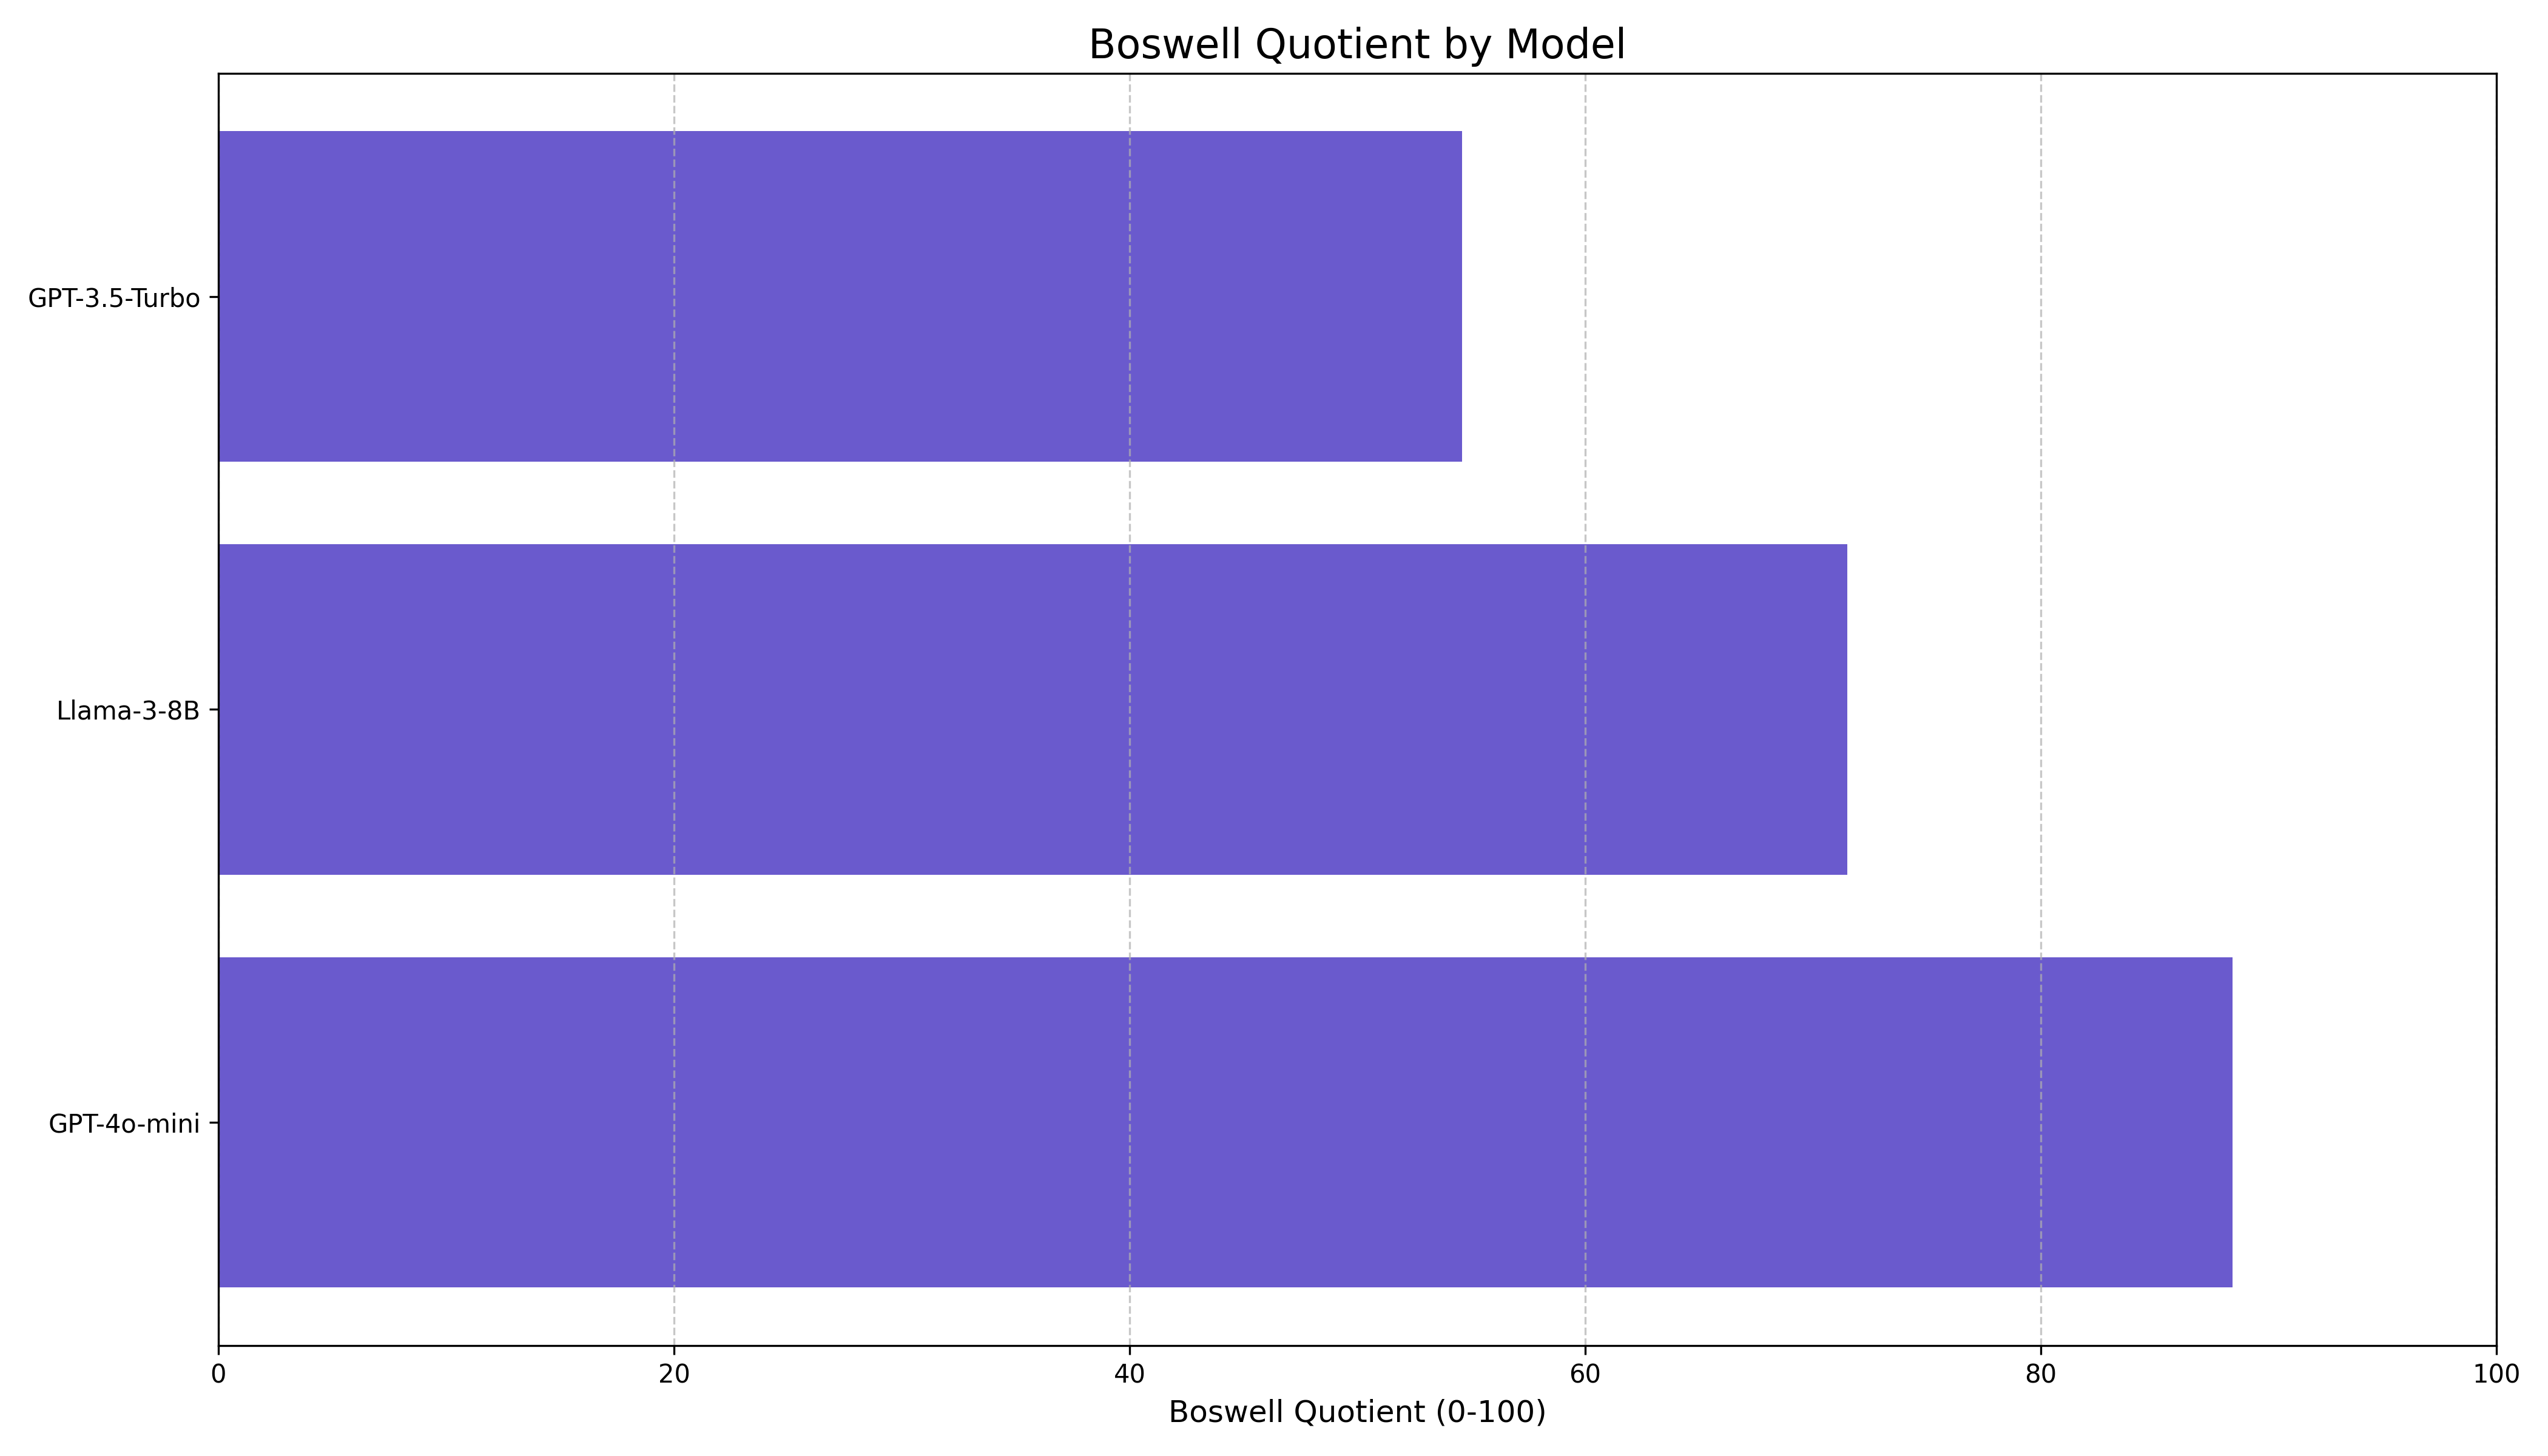 Boswell Quotient by Model
GPT-3.5-Turbo
Llama-3-8B
GPT-4o-mini
0 20 40 60 80 100
Boswell Quotient (0-100)